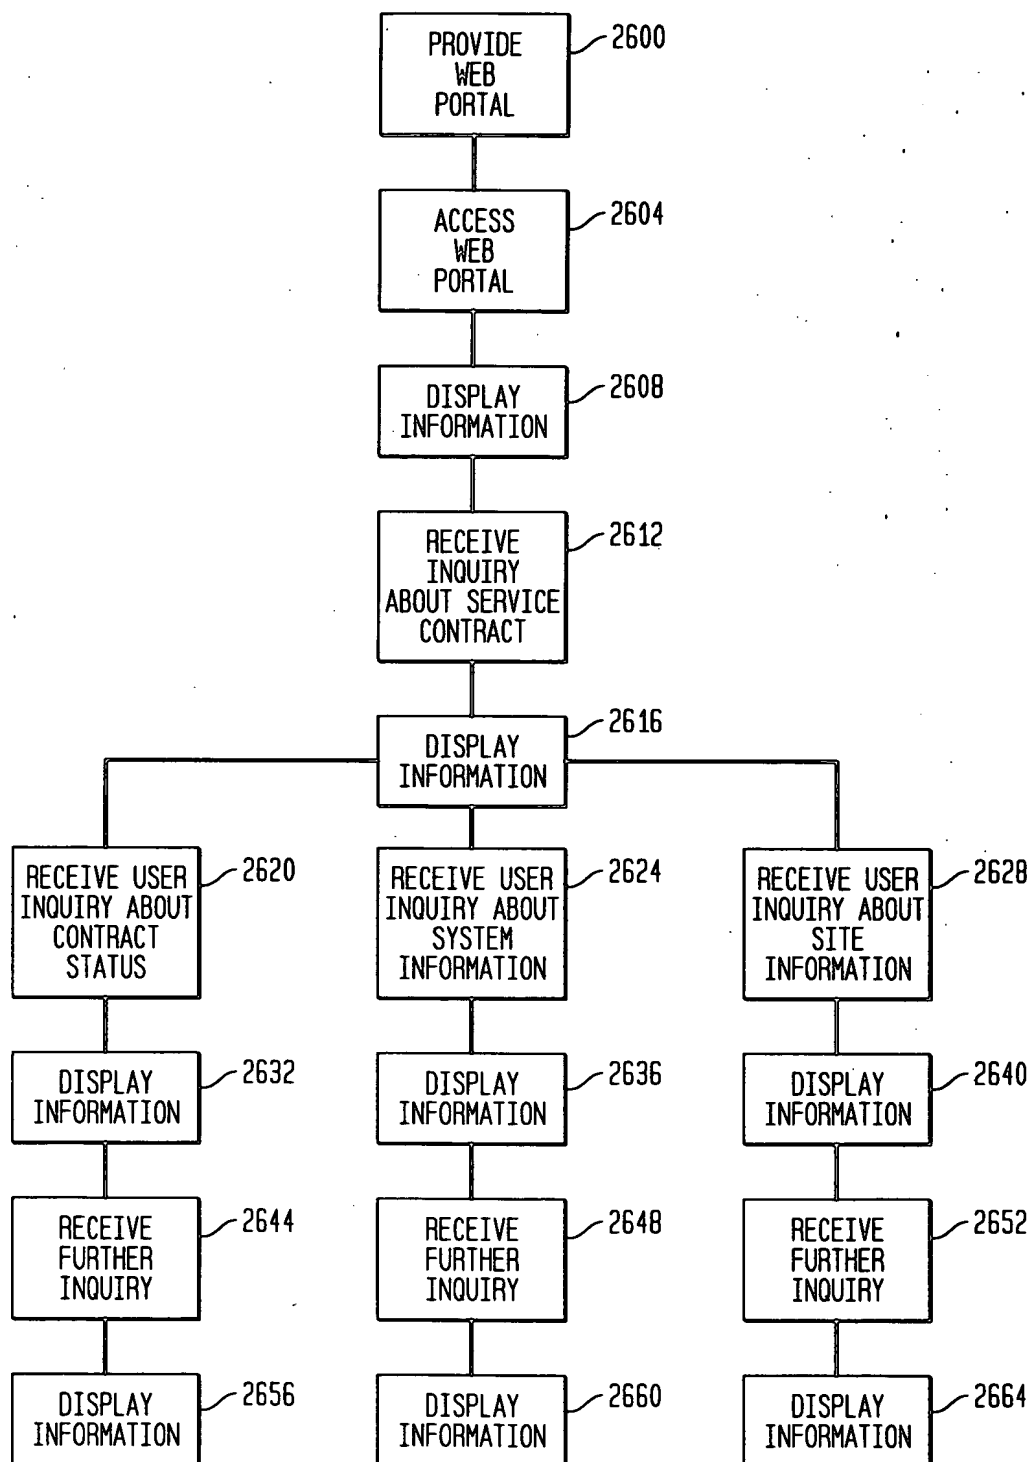 PROVIDE
WEB
PORTAL
2600
ACCESS
WEB
PORTAL
2604
DISPLAY
INFORMATION
2608
RECEIVE
INQUIRY
ABOUT SERVICE
CONTRACT
2612
DISPLAY
INFORMATION
2616
RECEIVE USER
INQUIRY ABOUT
CONTRACT
STATUS
2620
RECEIVE USER
INQUIRY ABOUT
SYSTEM
INFORMATION
2624
RECEIVE USER
INQUIRY ABOUT
SITE
INFORMATION
2628
DISPLAY
INFORMATION
2632
DISPLAY
INFORMATION
2636
DISPLAY
INFORMATION
2640
RECEIVE
FURTHER
INQUIRY
2644
RECEIVE
FURTHER
INQUIRY
2648
RECEIVE
FURTHER
INQUIRY
2652
DISPLAY
INFORMATION
2656
DISPLAY
INFORMATION
2660
DISPLAY
INFORMATION
2664